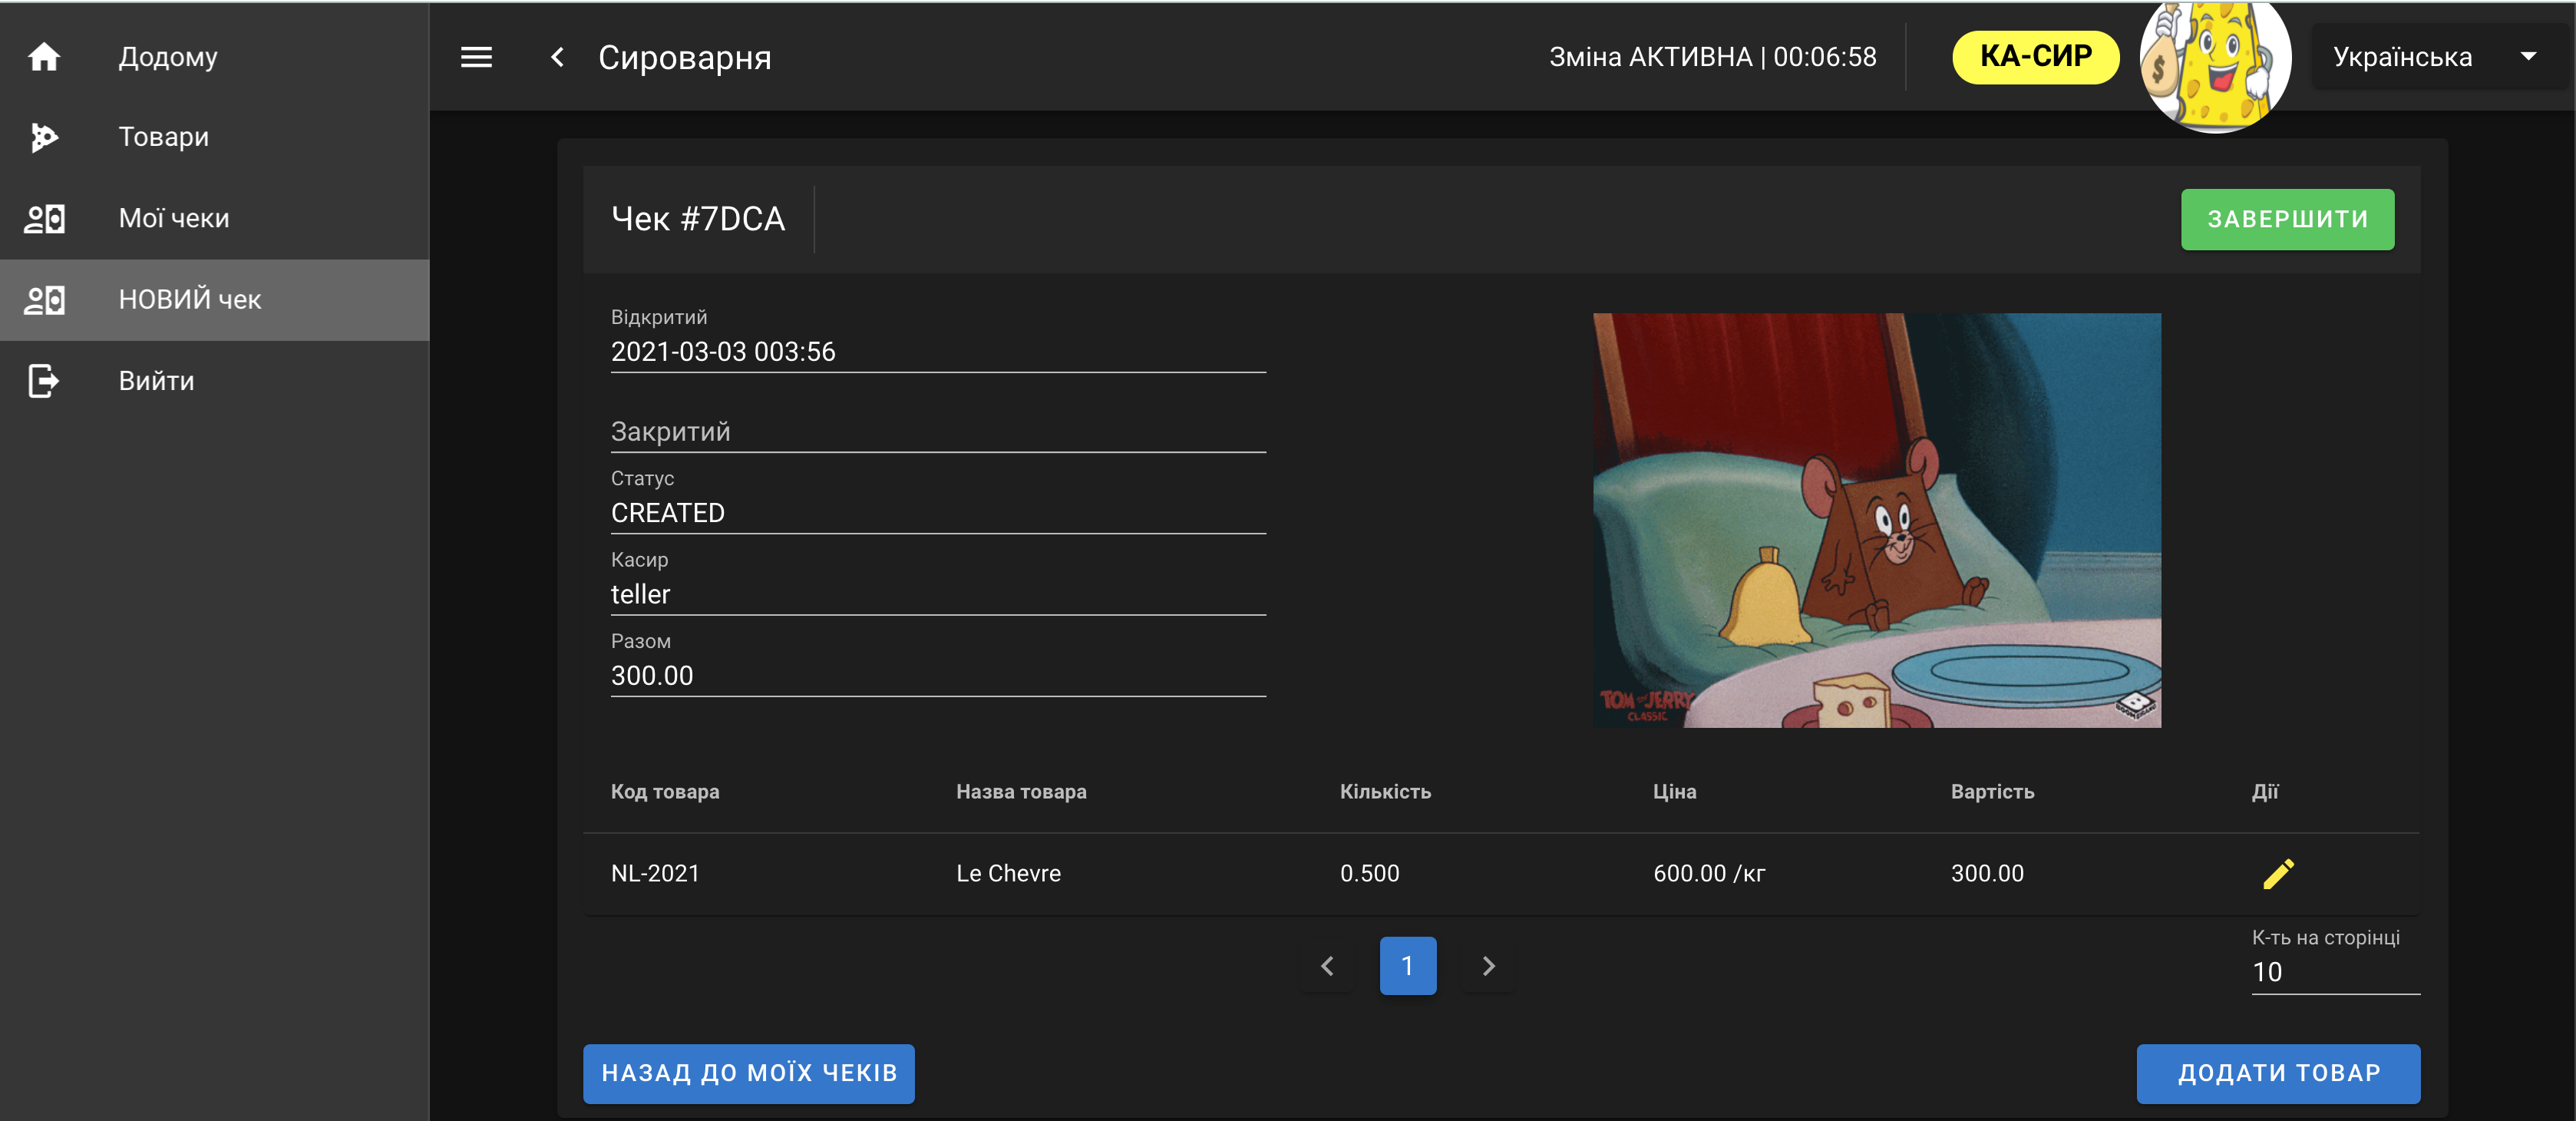 Додому
Товари
Мої чеки
НОВИЙ чек
Вийти
Сироварня
Зміна АКТИВНА | 00:06:58
КА-СИР
$
Українська
Чек #7DCA
ЗАВЕРШИТИ
Відкритий
2021-03-03 003:56
Закритий
Статус
CREATED
Касир
teller
Разом
300.00
TOM AND JERRY
CLASSIC
B
BOOMERANG
Код товара Назва товара Кількість Ціна Вартість Дії
NL-2021 Le Chevre 0.500 600.00 /кг 300.00
1
К-ть на сторінці
10
НАЗАД ДО МОЇХ ЧЕКІВ
ДОДАТИ ТОВАР